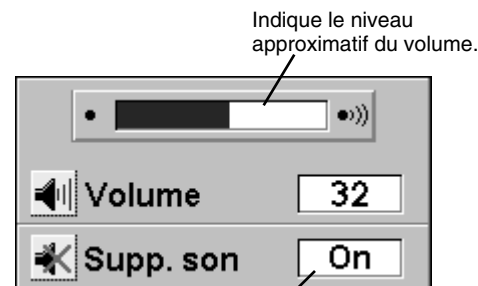 Indique le niveau
approximatif du volume.
Volume 32
Supp. son On